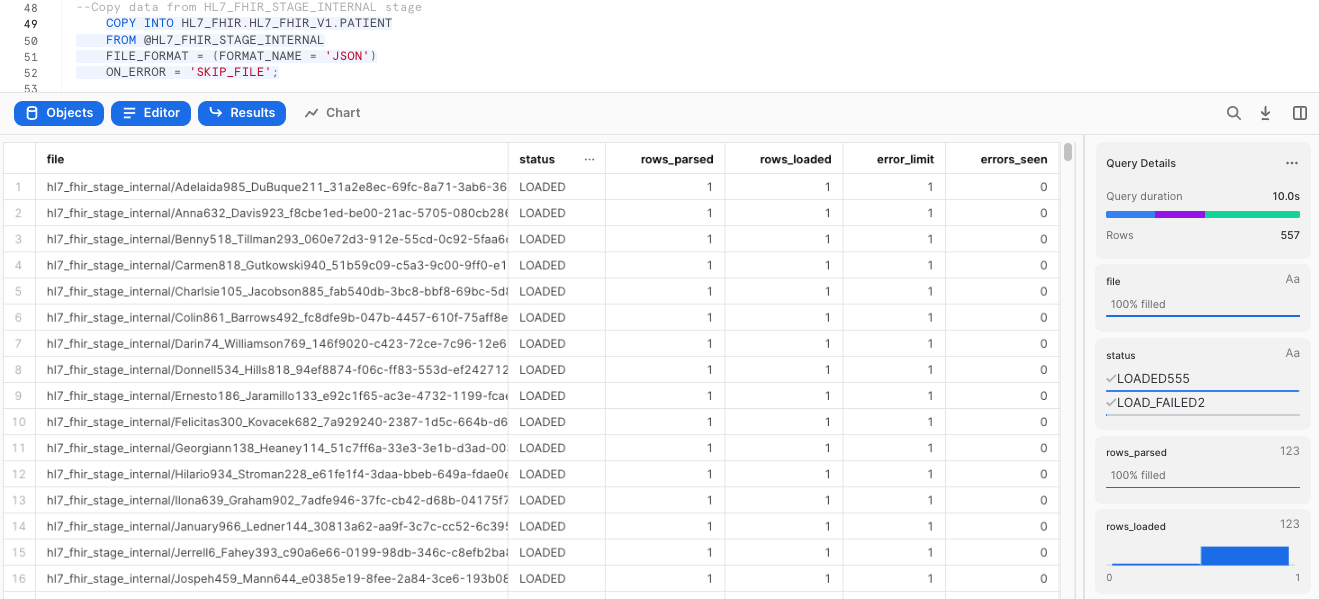 48 --Copy data from HL7_FHIR_STAGE_INTERNAL stage
49 COPY INTO HL7_FHIR.HL7_FHIR_V1.PATIENT
50 FROM @HL7_FHIR_STAGE_INTERNAL
51 FILE_FORMAT = (FORMAT_NAME = 'JSON')
52 ON_ERROR = 'SKIP_FILE';
53
Objects Editor Results Chart
file status ... rows_parsed rows_loaded error_limit errors_seen
1 hl7_fhir_stage_internal/Adelaida985_DuBuque211_31a2e8ec-69fc-8a71-3ab6-36 LOADED 1 1 1 0
2 hl7_fhir_stage_internal/Anna632_Davis923_f8cbe1ed-be00-21ac-5705-080cb286 LOADED 1 1 1 0
3 hl7_fhir_stage_internal/Benny518_Tillman293_060e72d3-912e-55cd-0c92-5faa6 LOADED 1 1 1 0
4 hl7_fhir_stage_internal/Carmen818_Gutkowski940_51b59c09-c5a3-9c00-9ff0-e1 LOADED 1 1 1 0
5 hl7_fhir_stage_internal/Charlsie105_Jacobson885_fab540db-3bc8-bbf8-69bc-5d LOADED 1 1 1 0
6 hl7_fhir_stage_internal/Colin861_Barrows492_fc8dfe9b-047b-4457-610f-75aff8e LOADED 1 1 1 0
7 hl7_fhir_stage_internal/Darin74_Williamson769_146f9020-c423-72ce-7c96-12e6 LOADED 1 1 1 0
8 hl7_fhir_stage_internal/Donnell534_Hills818_94ef8874-f06c-ff83-553d-ef242712 LOADED 1 1 1 0
9 hl7_fhir_stage_internal/Ernesto186_Jaramillo133_e92c1f65-ac3e-4732-1199-fcae LOADED 1 1 1 0
10 hl7_fhir_stage_internal/Felicitas300_Kovacek682_7a929240-2387-1d5c-664b-d6 LOADED 1 1 1 0
11 hl7_fhir_stage_internal/Georgiann138_Heaney114_51c7ff6a-33e3-3e1b-d3ad-00 LOADED 1 1 1 0
12 hl7_fhir_stage_internal/Hilario934_Stroman228_e61fe1f4-3daa-bbeb-649a-fdae0e LOADED 1 1 1 0
13 hl7_fhir_stage_internal/Ilona639_Graham902_7adfe946-37fc-cb42-d68b-04175f7 LOADED 1 1 1 0
14 hl7_fhir_stage_internal/January966_Ledner144_30813a62-aa9f-3c7c-cc52-6c395 LOADED 1 1 1 0
15 hl7_fhir_stage_internal/Jerrell6_Fahey393_c90a6e66-0199-98db-346c-c8efb2ba LOADED 1 1 1 0
16 hl7_fhir_stage_internal/Jospeh459_Mann644_e0385e19-8fee-2a84-3ce6-193b08 LOADED 1 1 1 0
Query Details ...
Query duration 10.0s
Rows 557
file Aa
100% filled
status Aa
LOADED555
LOAD_FAILED2
rows_parsed 123
100% filled
rows_loaded 123
0 1